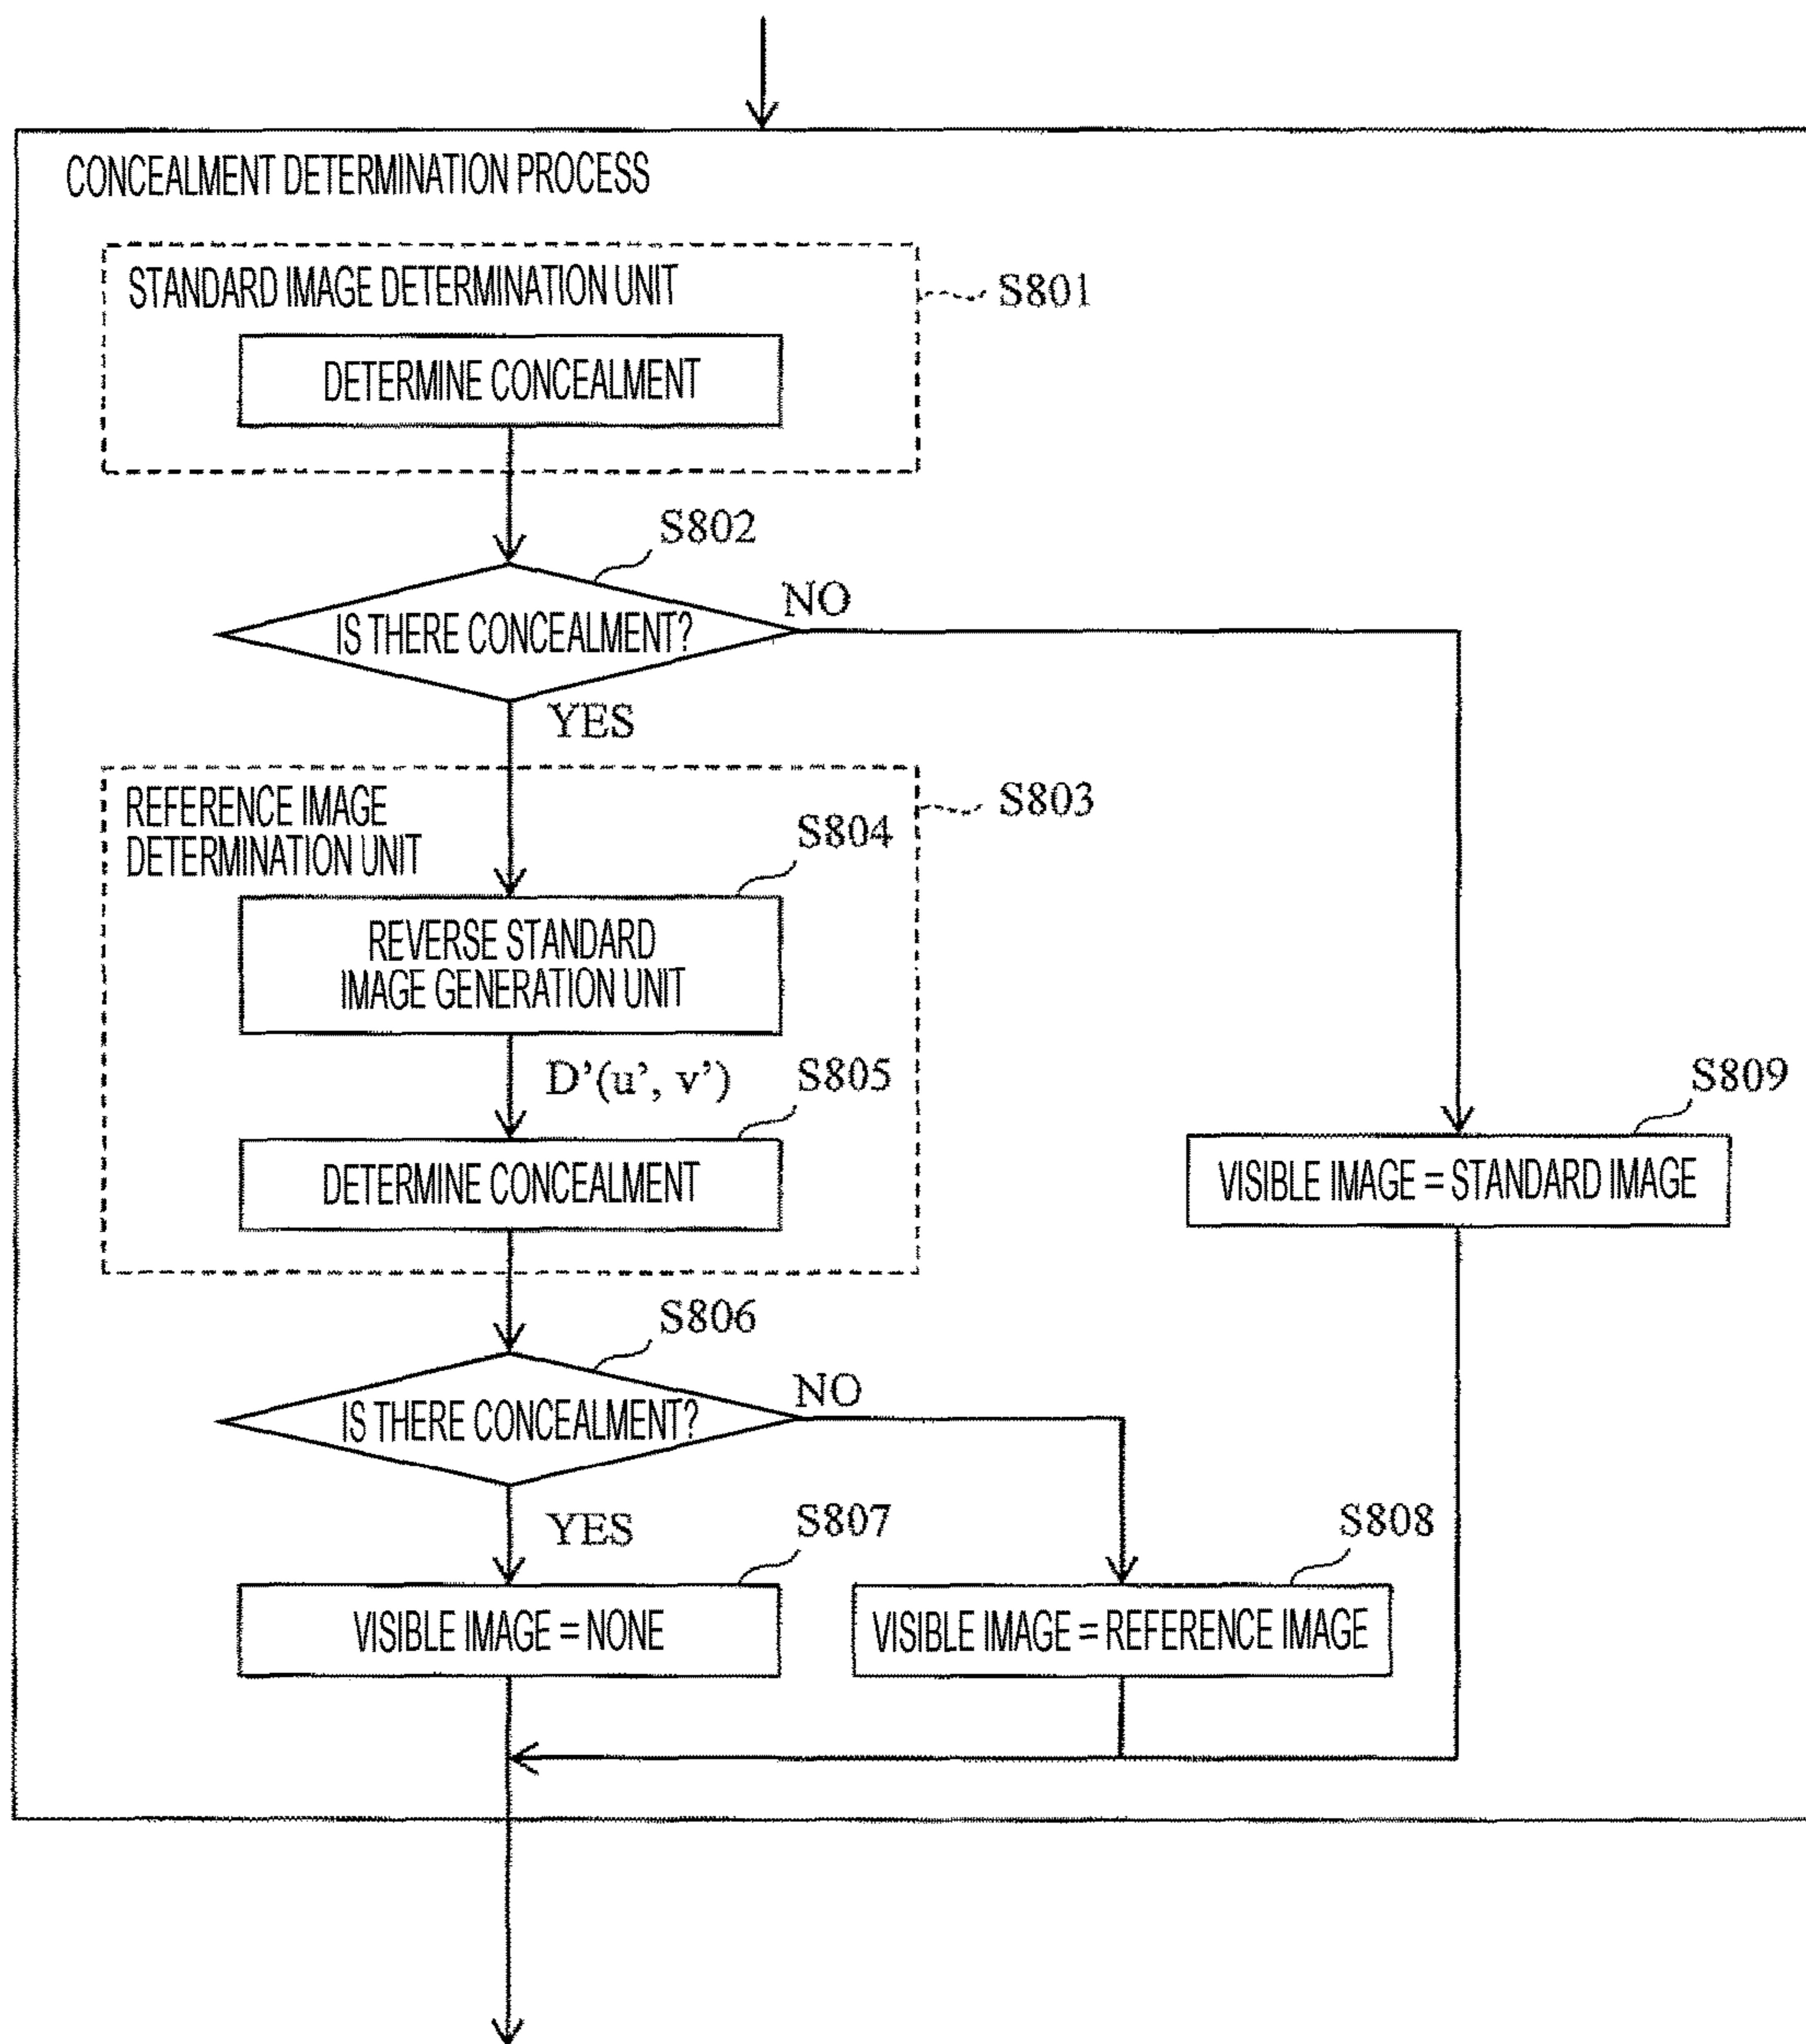 CONCEALMENT DETERMINATION PROCESS
STANDARD IMAGE DETERMINATION UNIT
S801
DETERMINE CONCEALMENT
S802
IS THERE CONCEALMENT?
NO
YES
REFERENCE IMAGE
DETERMINATION UNIT
S803
S804
REVERSE STANDARD
IMAGE GENERATION UNIT
D’(u’, v’)
S805
DETERMINE CONCEALMENT
S809
VISIBLE IMAGE = STANDARD IMAGE
S806
IS THERE CONCEALMENT?
NO
YES
S807
VISIBLE IMAGE = NONE
S808
VISIBLE IMAGE = REFERENCE IMAGE